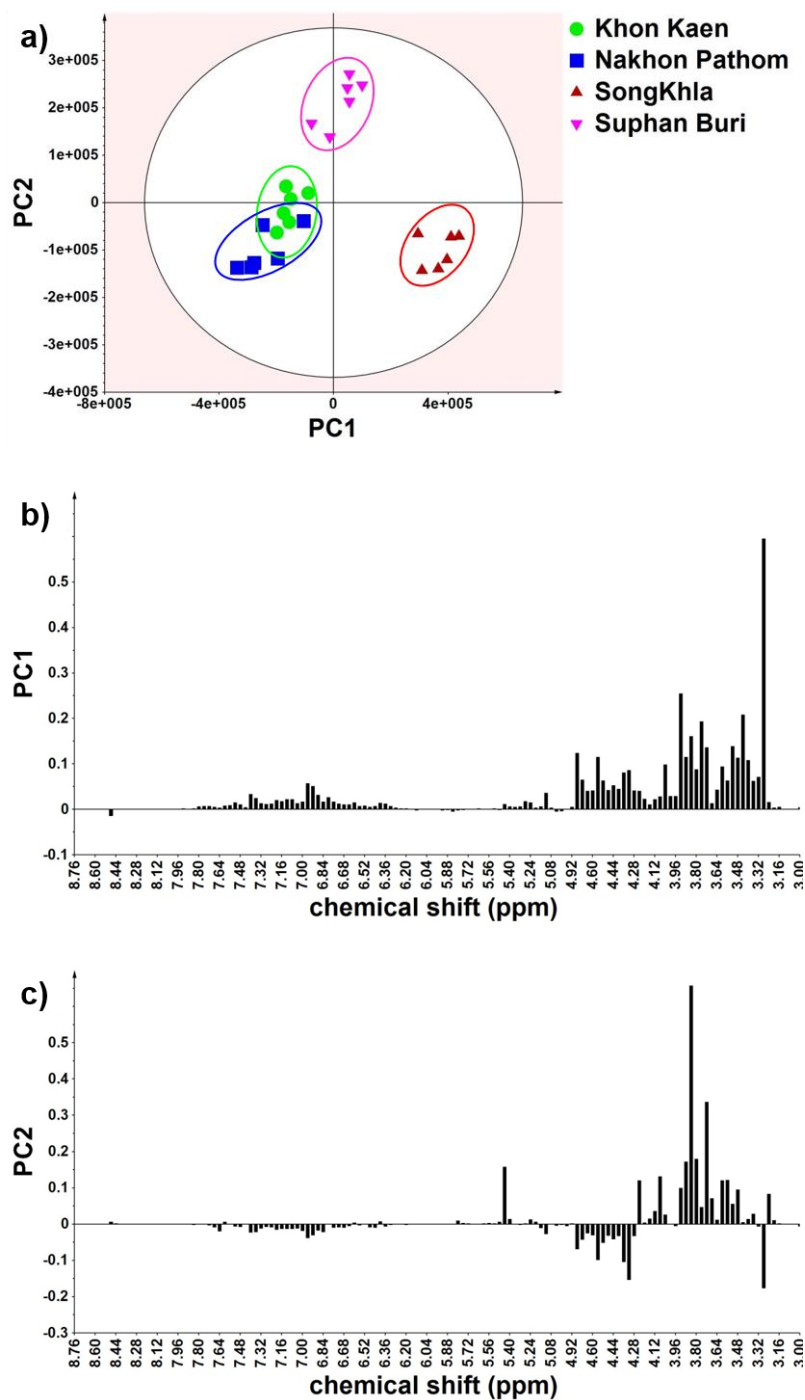 a)
Khon Kaen
Nakhon Pathom
SongKhla
Suphan Buri
3e+005
2e+005
1e+005
0
-1e+005
-2e+005
-3e+005
-4e+005
PC2
-8e+005 -4e+005 0 4e+005
PC1
b)
0.5
0.4
0.3
0.2
0.1
0
-0.1
PC1
8.76 8.60 8.44 8.28 8.12 7.96 7.80 7.64 7.48 7.32 7.16 7.00 6.84 6.68 6.52 6.36 6.20 6.04 5.88 5.72 5.56 5.40 5.24 5.08 4.92 4.60 4.44 4.28 4.12 3.96 3.80 3.64 3.48 3.32 3.16 3.00
chemical shift (ppm)
c)
0.5
0.4
0.3
0.2
0.1
0
-0.1
-0.2
-0.3
PC2
8.76 8.60 8.44 8.28 8.12 7.96 7.80 7.64 7.48 7.32 7.16 7.00 6.84 6.68 6.52 6.36 6.20 6.04 5.88 5.72 5.56 5.40 5.24 5.08 4.92 4.60 4.44 4.28 4.12 3.96 3.80 3.64 3.48 3.32 3.16 3.00
chemical shift (ppm)